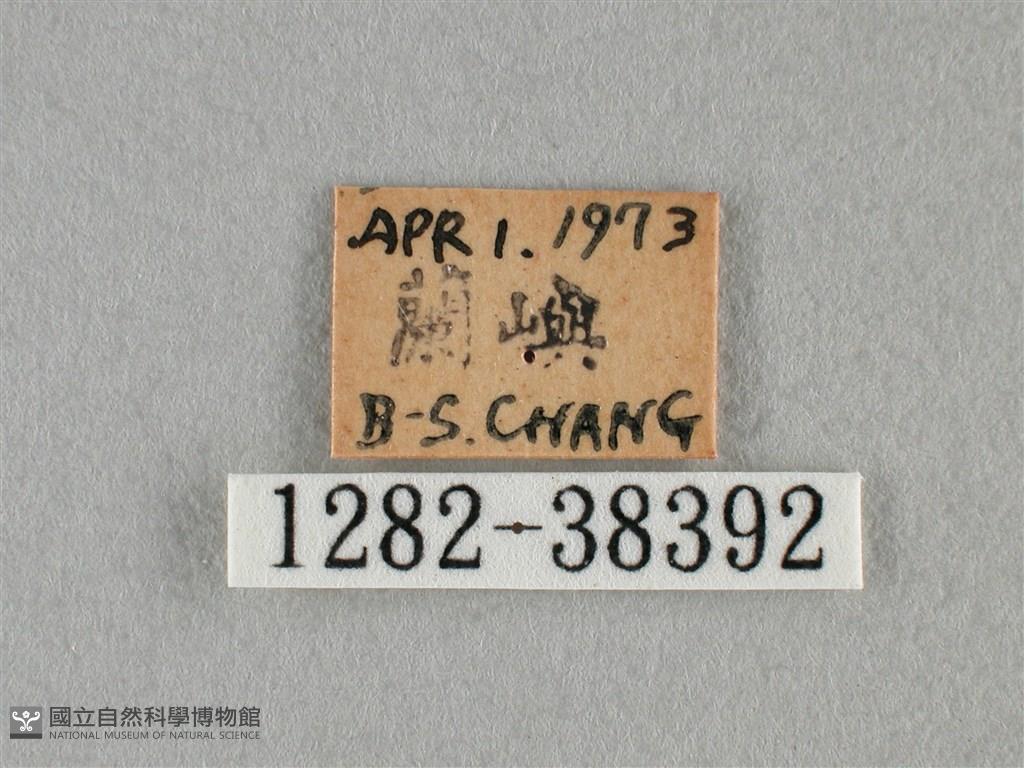 APR 1. 1973
蘭嶼
B-S. CHANG
1282-38392
國立自然科學博物館
NATIONAL MUSEUM OF NATURAL SCIENCE